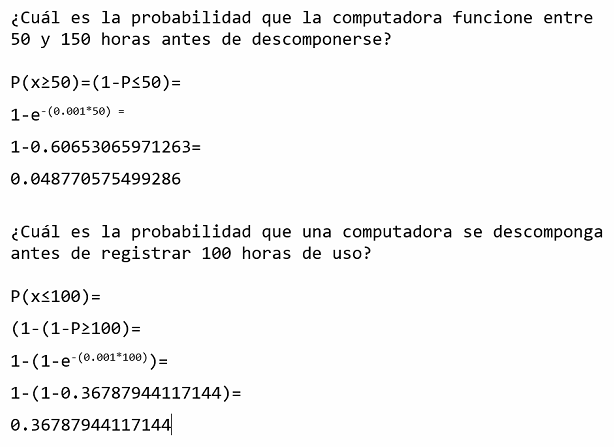 ¿Cuál es la probabilidad que la computadora funcione entre
50 y 150 horas antes de descomponerse?
P(x≥50)=(1-P≤50)=
1-e-(0.001*50) =
1-0.60653065971263=
0.048770575499286
¿Cuál es la probabilidad que una computadora se descomponga
antes de registrar 100 horas de uso?
P(x≤100)=
(1-(1-P≥100)=
1-(1-e-(0.001*100))=
1-(1-0.36787944117144)=
0.36787944117144